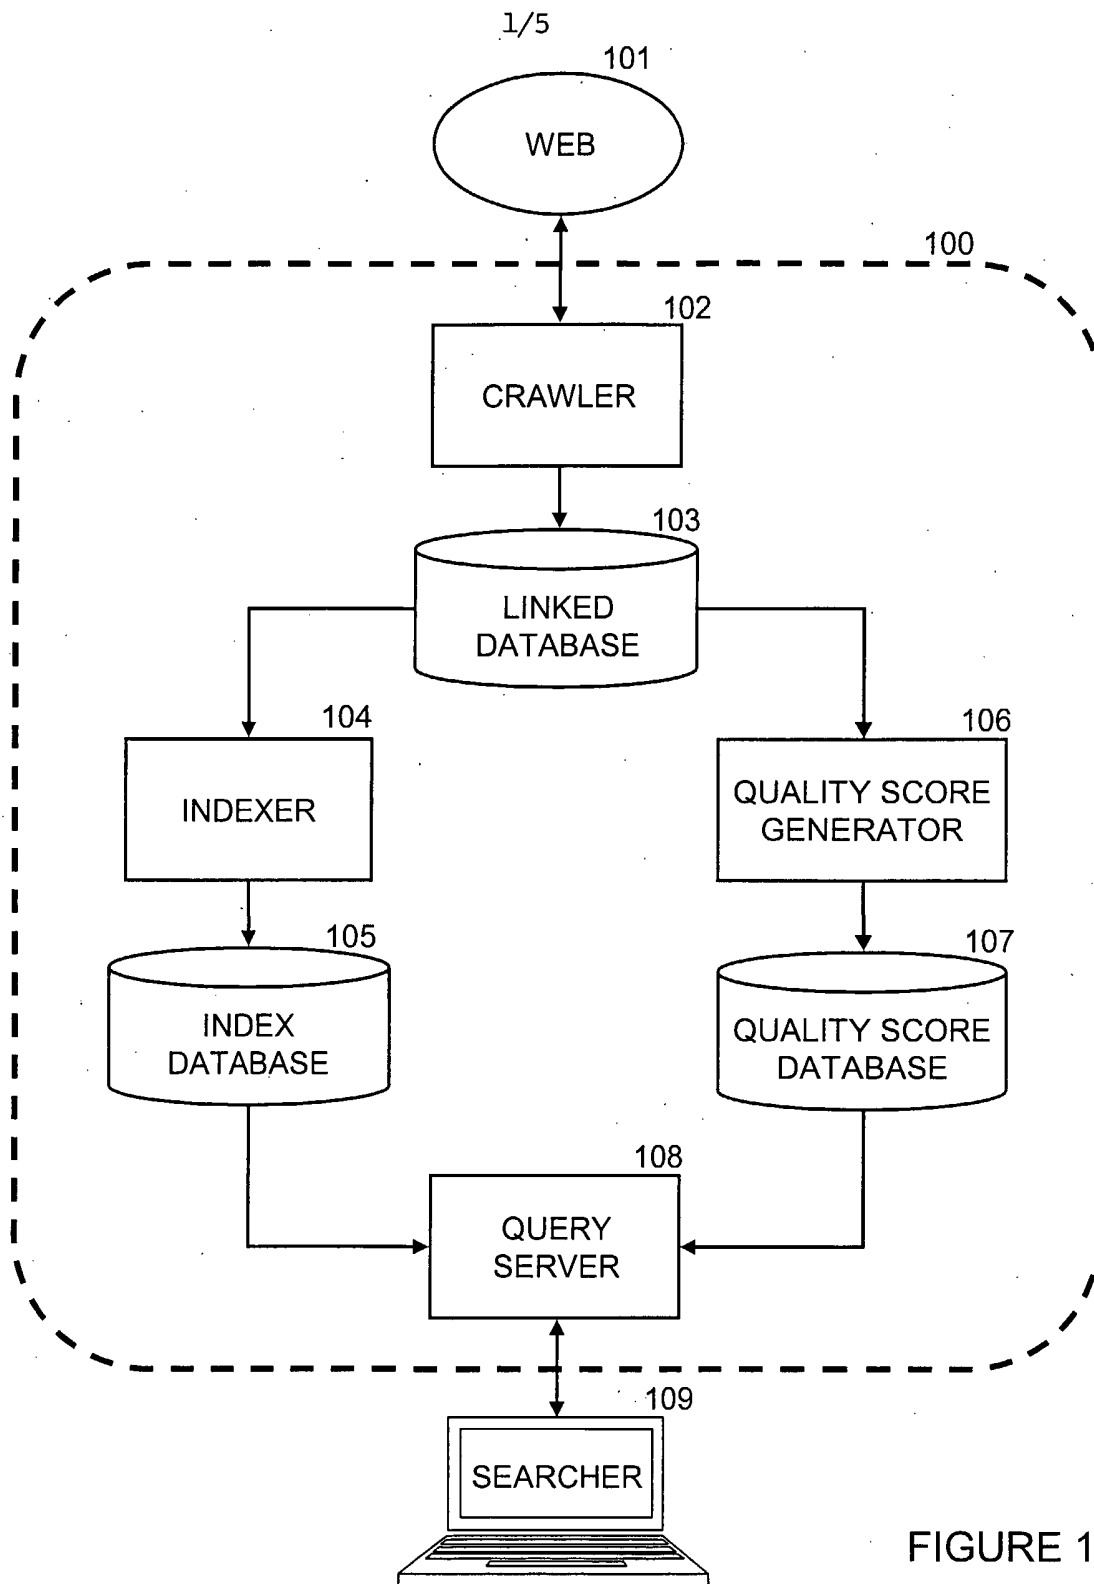 1/5
101
WEB
100
102
CRAWLER
103
LINKED
DATABASE
104
INDEXER
106
QUALITY SCORE
GENERATOR
105
INDEX
DATABASE
107
QUALITY SCORE
DATABASE
108
QUERY
SERVER
109
SEARCHER
FIGURE 1